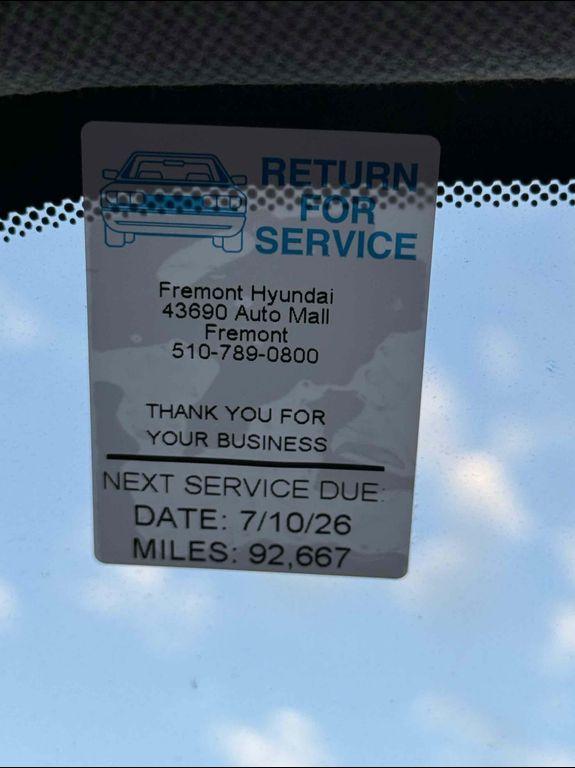 RETURN
FOR
SERVICE
Fremont Hyundai
43690 Auto Mall
Fremont
510-789-0800
THANK YOU FOR
YOUR BUSINESS
NEXT SERVICE DUE:
DATE: 7/10/26
MILES: 92,667